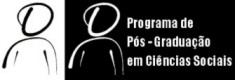 Programa de
Pós - Graduação
em Ciências Sociais